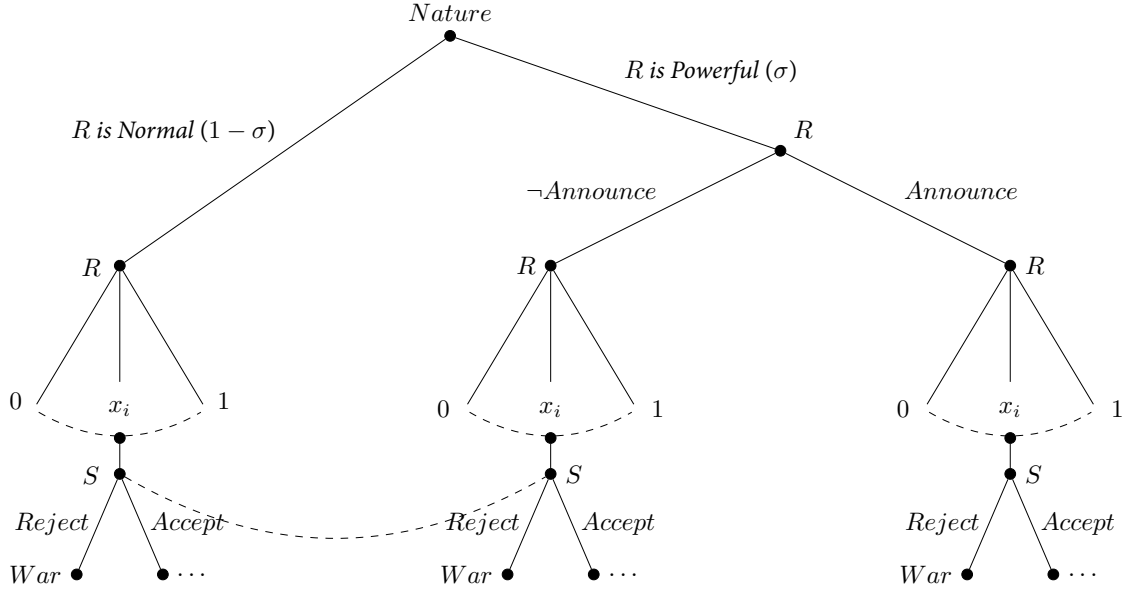 Nature
R is Powerful (σ)
R is Normal (1 − σ)
R
¬Announce
Announce
R
R
R
0
x_i
1
0
x_i
1
0
x_i
1
S
S
S
Reject
Accept
Reject
Accept
Reject
Accept
War
···
War
···
War
···